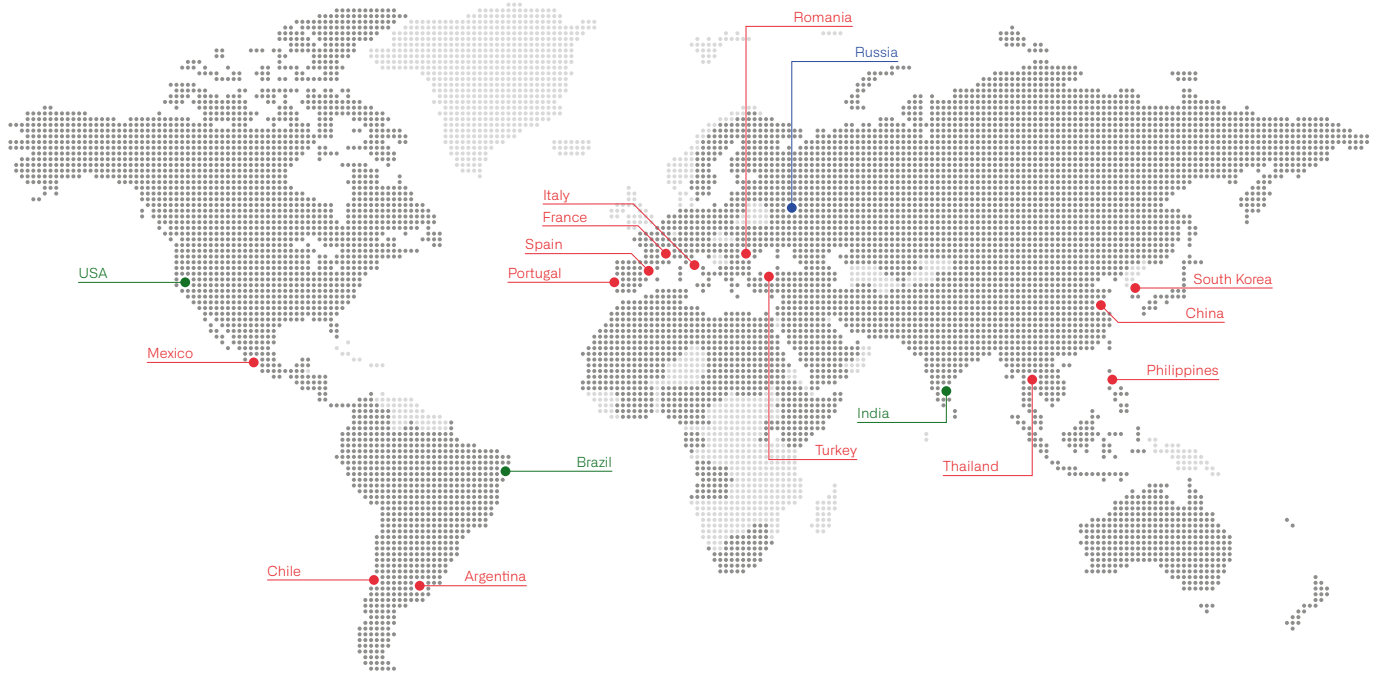 Romania
Russia
Italy
France
Spain
Portugal
USA
South Korea
China
Mexico
Philippines
India
Turkey
Brazil
Thailand
Chile
Argentina